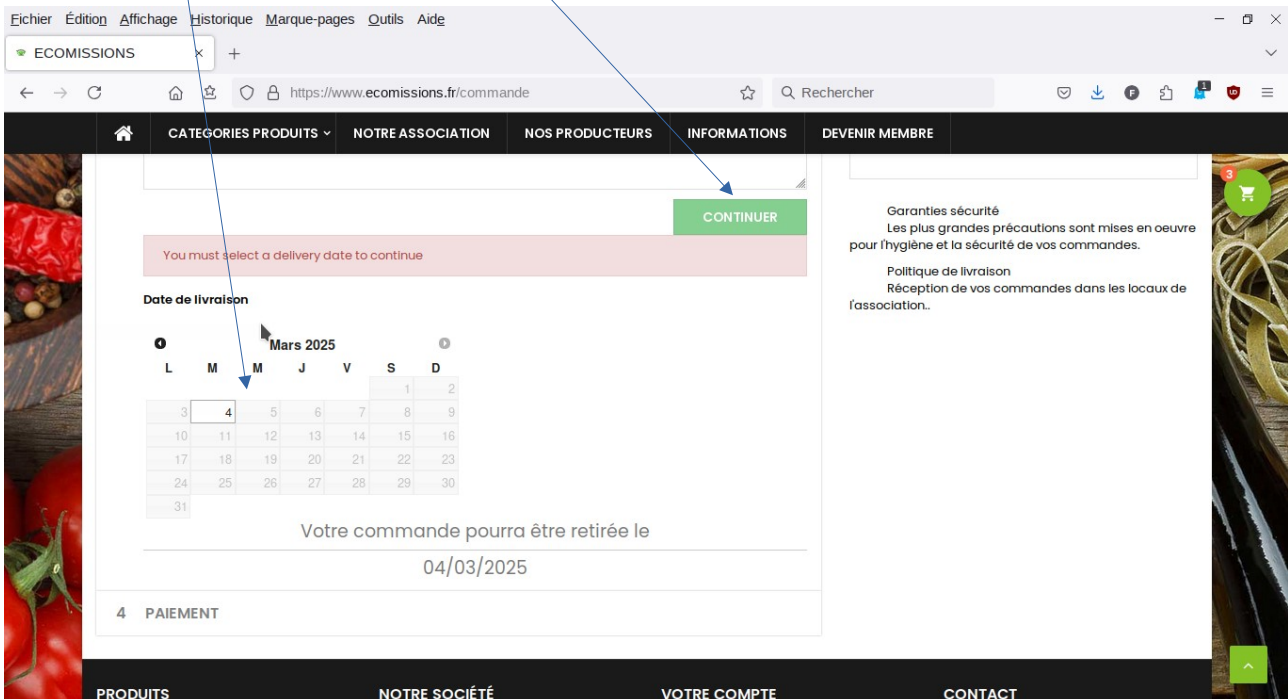 Fichier Édition Affichage Historique Marque-pages Outils Aide
ECOMISSIONS
https://www.ecomissions.fr/commande
Rechercher
1
CATEGORIES PRODUITS NOTRE ASSOCIATION NOS PRODUCTEURS INFORMATIONS DEVENIR MEMBRE
3
CONTINUER
You must select a delivery date to continue
Date de livraison
Mars 2025
L M M J V S D
1 2
3 4 5 6 7 8 9
10 11 12 13 14 15 16
17 18 19 20 21 22 23
24 25 26 27 28 29 30
31
Votre commande pourra être retirée le
04/03/2025
4 PAIEMENT
Garanties sécurité
Les plus grandes précautions sont mises en oeuvre
pour l'hygiène et la sécurité de vos commandes.
Politique de livraison
Réception de vos commandes dans les locaux de
l'association..
PRODUITS NOTRE SOCIÉTÉ VOTRE COMPTE CONTACT